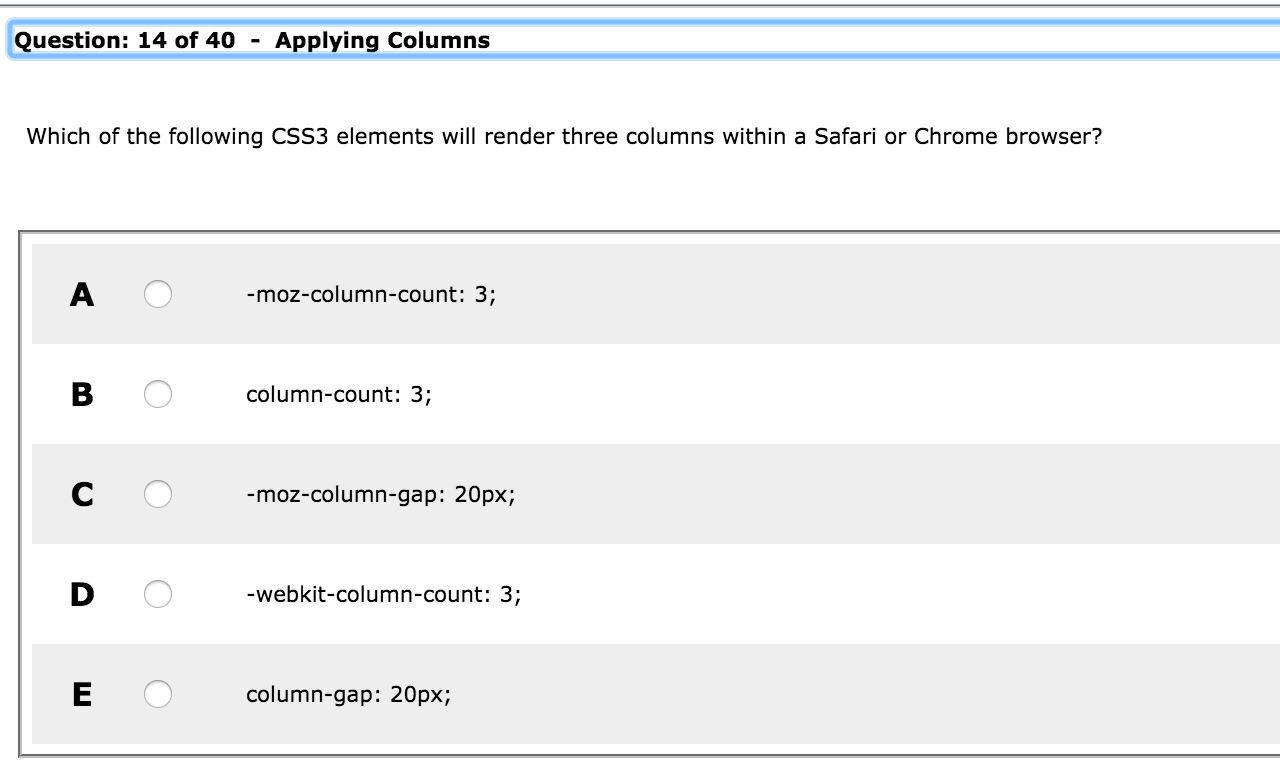 Question: 14 of 40 - Applying Columns
Which of the following CSS3 elements will render three columns within a Safari or Chrome browser?
A -moz-column-count: 3;
B column-count: 3;
C -moz-column-gap: 20px;
D -webkit-column-count: 3;
E column-gap: 20px;